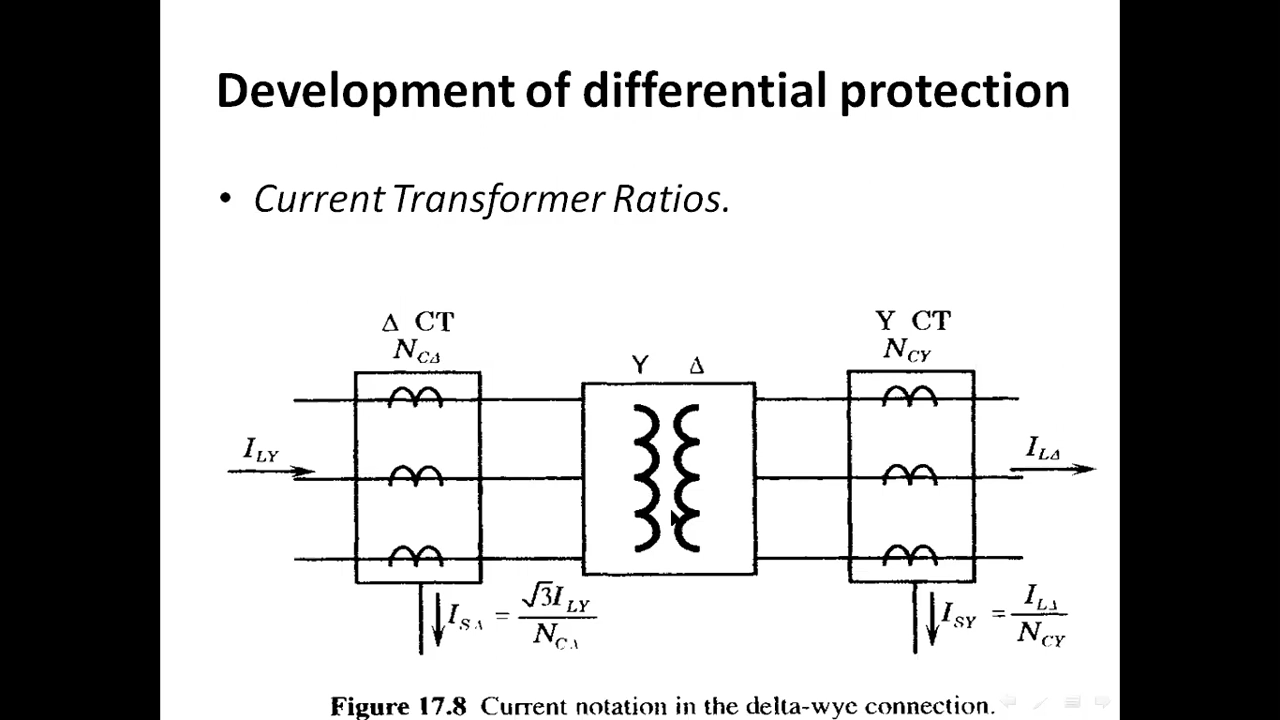 Development of differential protection
• Current Transformer Ratios.
Δ CT
N_CΔ
Y CT
N_CY
Y Δ
I_LY
I_LΔ
I_SΔ = √3I_LY / N_CΔ
I_SY = I_LΔ / N_CY
Figure 17.8 Current notation in the delta-wye connection.